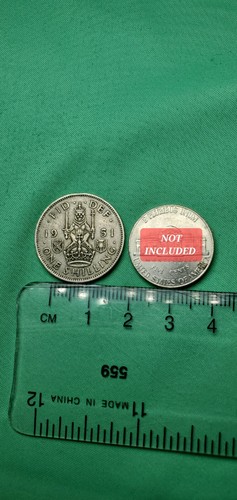 FID · DEF
19 51
ONE SHILLING
NOT
INCLUDED
CM 1 2 3 4
559
12 11
MADE IN CHINA